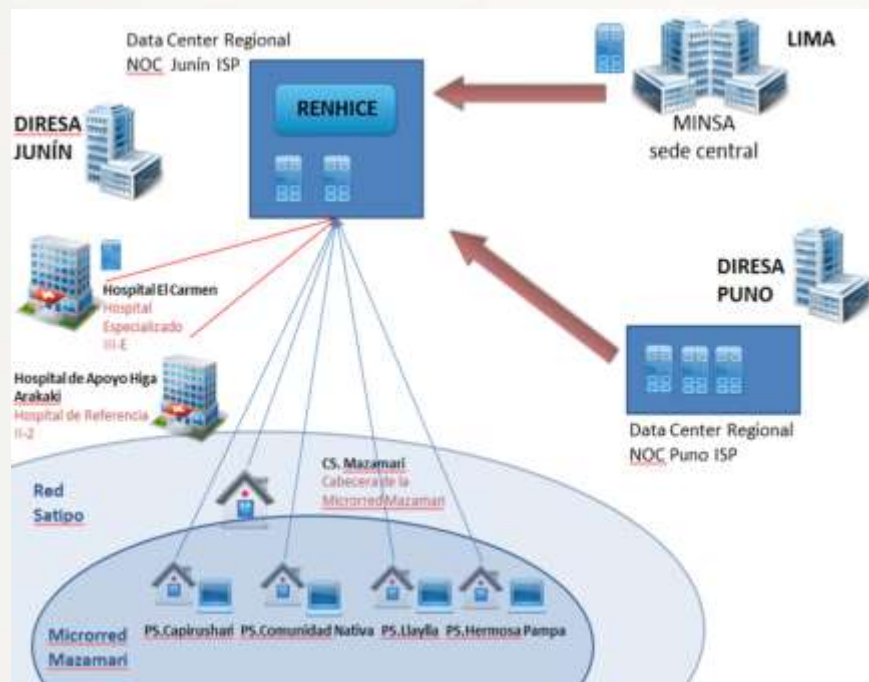 Data Center Regional
NOC Junín ISP
RENHICE
LIMA
MINSA
sede central
DIRESA
JUNÍN
Hospital El Carmen
Hospital
Especializado
III-E
DIRESA
PUNO
Hospital de Apoyo Higa
Arakaki
Hospital de Referencia
II-2
Data Center Regional
NOC Puno ISP
CS. Mazamari
Cabecera de la
Microrred Mazamari
Red
Satipo
PS.Capirushari
PS.Comunidad Nativa
PS.Llaylla
PS.Hermosa Pampa
Microrred
Mazamari